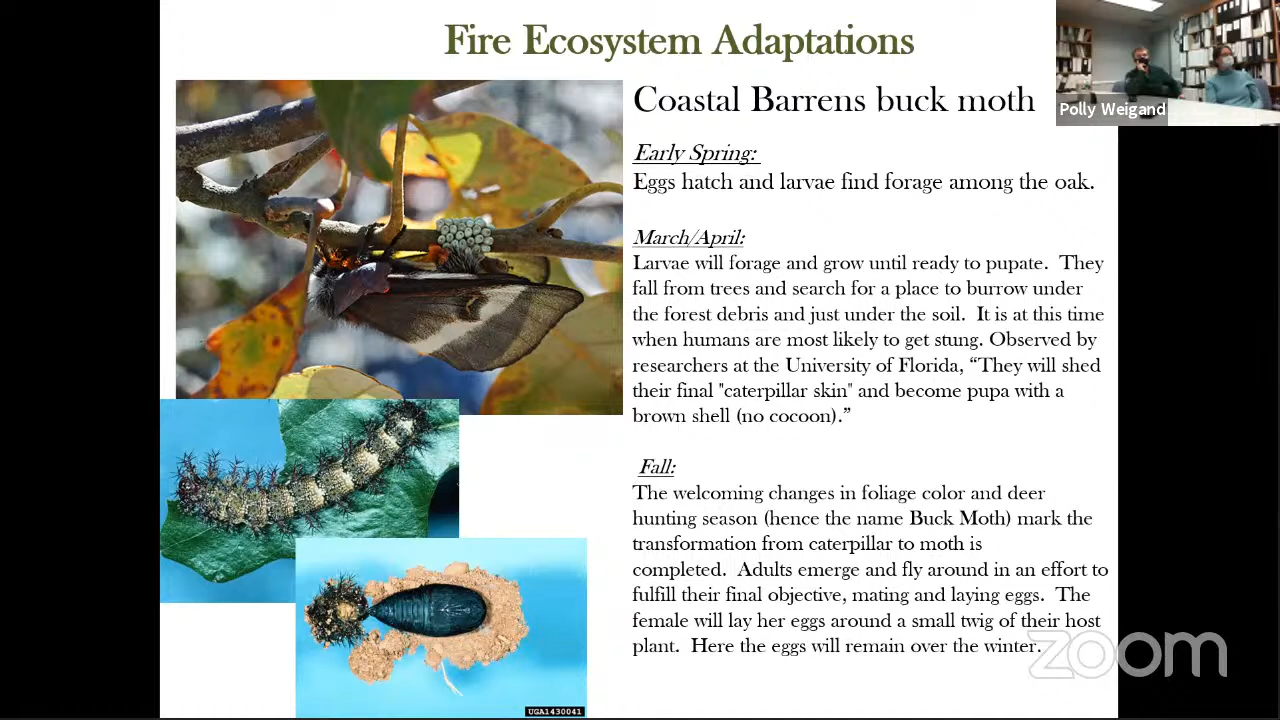 Fire Ecosystem Adaptations
Polly Weigand
Coastal Barrens buck moth
Early Spring:
Eggs hatch and larvae find forage among the oak.
March/April:
Larvae will forage and grow until ready to pupate. They
fall from trees and search for a place to burrow under
the forest debris and just under the soil. It is at this time
when humans are most likely to get stung. Observed by
researchers at the University of Florida, “They will shed
their final "caterpillar skin" and become pupa with a
brown shell (no cocoon).”
Fall:
The welcoming changes in foliage color and deer
hunting season (hence the name Buck Moth) mark the
transformation from caterpillar to moth is
completed. Adults emerge and fly around in an effort to
fulfill their final objective, mating and laying eggs. The
female will lay her eggs around a small twig of their host
plant. Here the eggs will remain over the winter.
zoom
UGA1430041